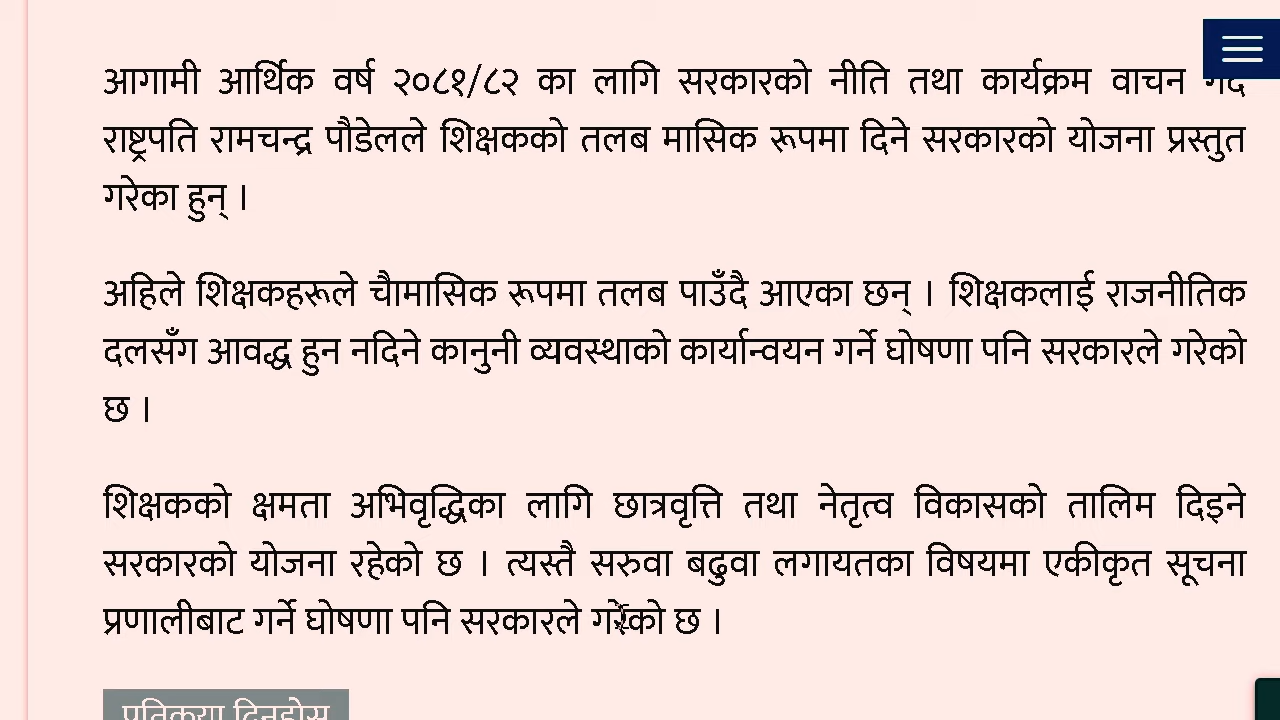 आगामी आर्थिक वर्ष २०८१/८२ का लागि सरकारको नीति तथा कार्यक्रम वाचन गर्दै
राष्ट्रपति रामचन्द्र पौडेलले शिक्षकको तलब मासिक रूपमा दिने सरकारको योजना प्रस्तुत
गरेका हुन् ।
अहिले शिक्षकहरूले चौमासिक रूपमा तलब पाउँदै आएका छन् । शिक्षकलाई राजनीतिक
दलसँग आवद्ध हुन नदिने कानुनी व्यवस्थाको कार्यान्वयन गर्ने घोषणा पनि सरकारले गरेको
छ ।
शिक्षकको क्षमता अभिवृद्धिका लागि छात्रवृत्ति तथा नेतृत्व विकासको तालिम दिइने
सरकारको योजना रहेको छ । त्यस्तै सरुवा बढुवा लगायतका विषयमा एकीकृत सूचना
प्रणालीबाट गर्ने घोषणा पनि सरकारले गरेको छ ।